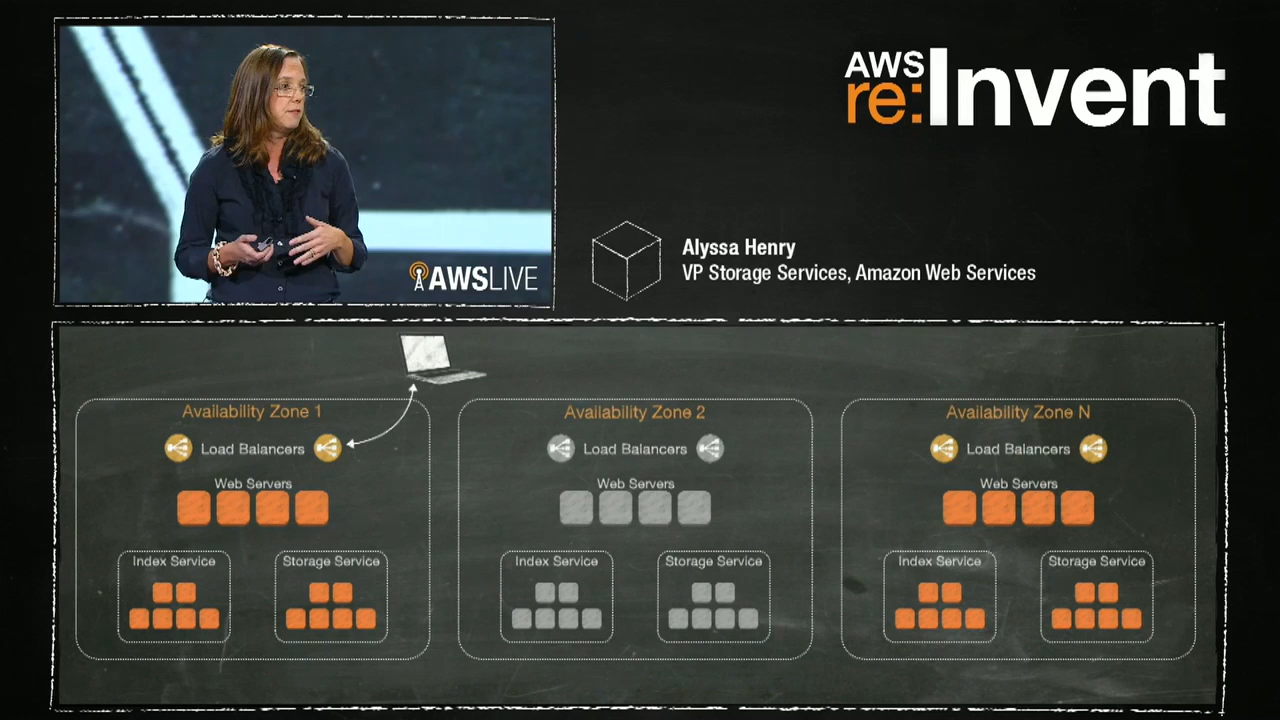 AWS
re:Invent
AWSLIVE
Alyssa Henry
VP Storage Services, Amazon Web Services
Availability Zone 1
Load Balancers
Web Servers
Index Service
Storage Service
Availability Zone 2
Load Balancers
Web Servers
Index Service
Storage Service
Availability Zone N
Load Balancers
Web Servers
Index Service
Storage Service